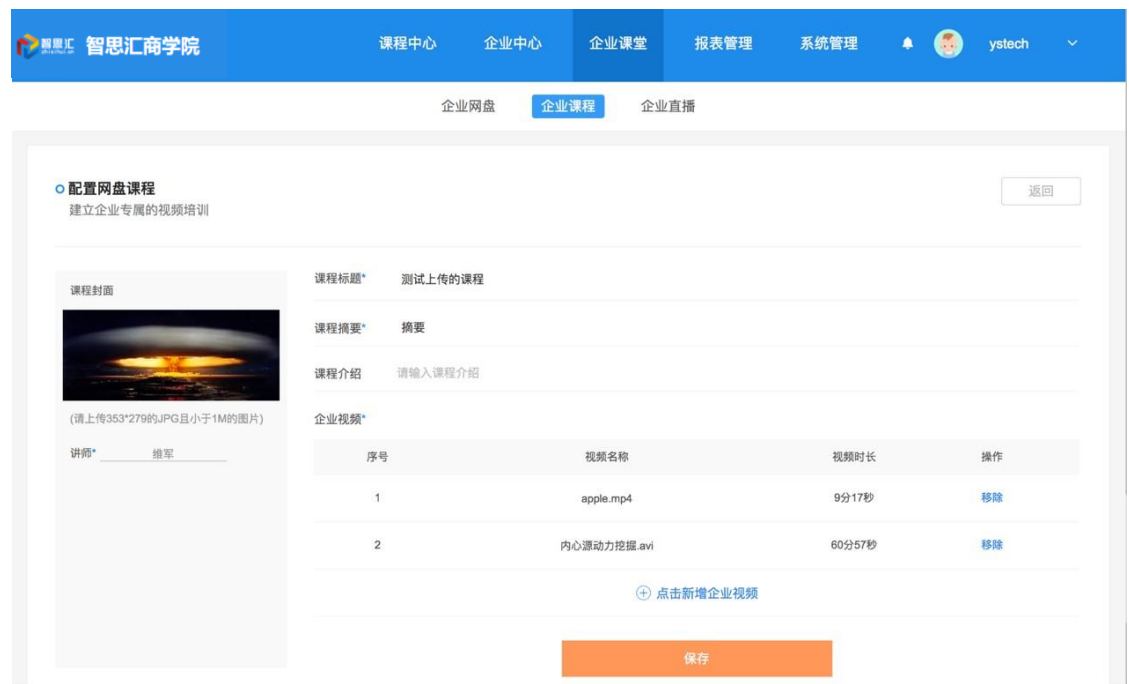 智思汇 智思汇商学院 课程中心 企业中心 企业课堂 报表管理 系统管理 ystech
企业网盘 企业课程 企业直播
配置网盘课程 返回
建立企业专属的视频培训
课程封面
(请上传353*279的JPG且小于1M的图片)
讲师* 维军
课程标题* 测试上传的课程
课程摘要* 摘要
课程介绍 请输入课程介绍
企业视频*
序号 视频名称 视频时长 操作
1 apple.mp4 9分17秒 移除
2 内心源动力挖掘.avi 60分57秒 移除
点击新增企业视频
保存